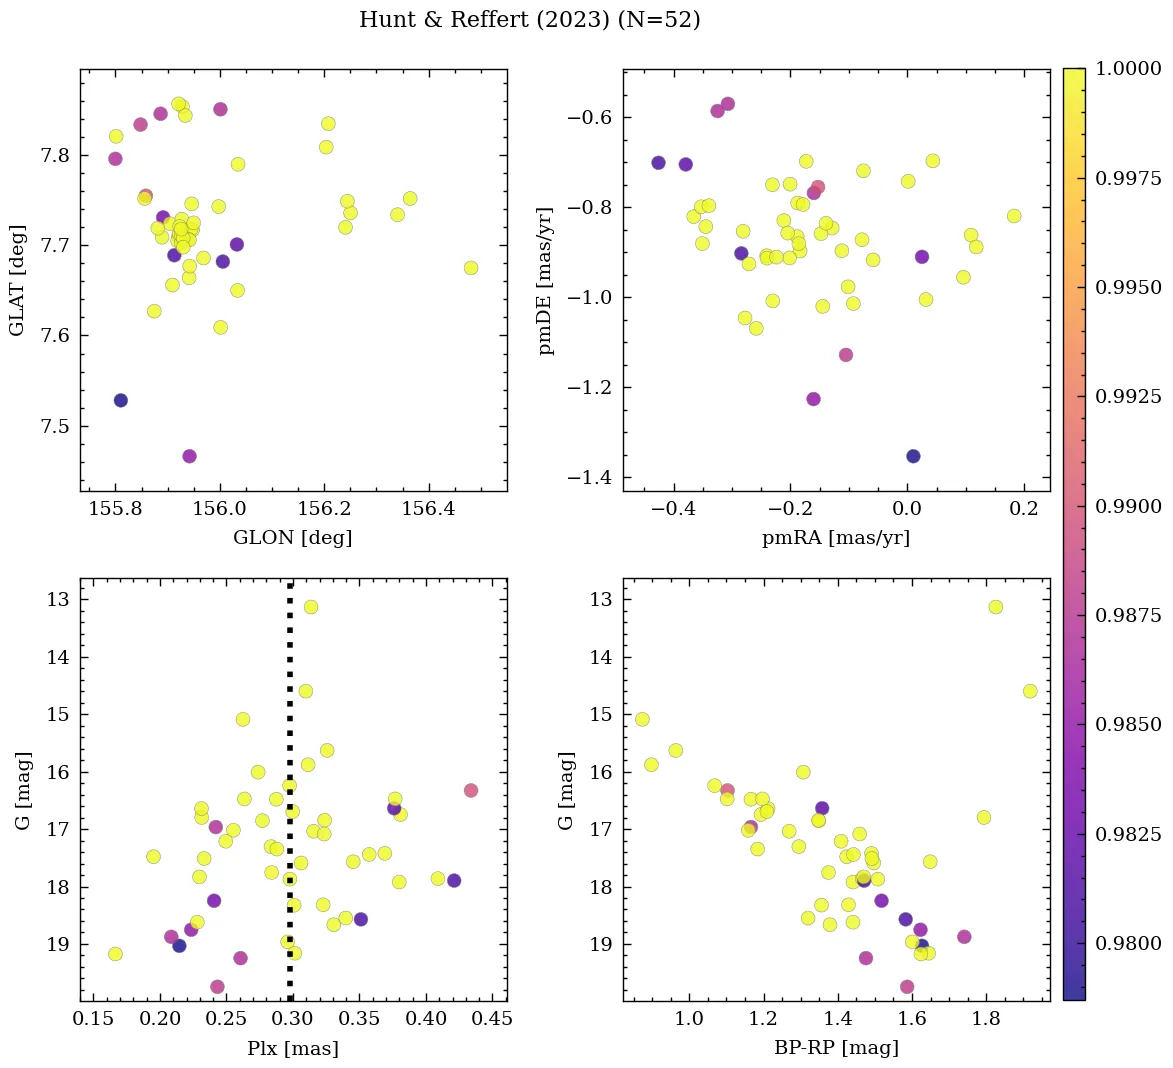 Hunt & Reffert (2023) (N=52)
7.8
7.7
7.6
7.5
GLAT [deg]
155.8 156.0 156.2 156.4
GLON [deg]
−0.6
−0.8
−1.0
−1.2
−1.4
pmDE [mas/yr]
−0.4 −0.2 0.0 0.2
pmRA [mas/yr]
13
14
15
16
17
18
19
G [mag]
0.15 0.20 0.25 0.30 0.35 0.40 0.45
Plx [mas]
13
14
15
16
17
18
19
G [mag]
1.0 1.2 1.4 1.6 1.8
BP-RP [mag]
1.0000
0.9975
0.9950
0.9925
0.9900
0.9875
0.9850
0.9825
0.9800